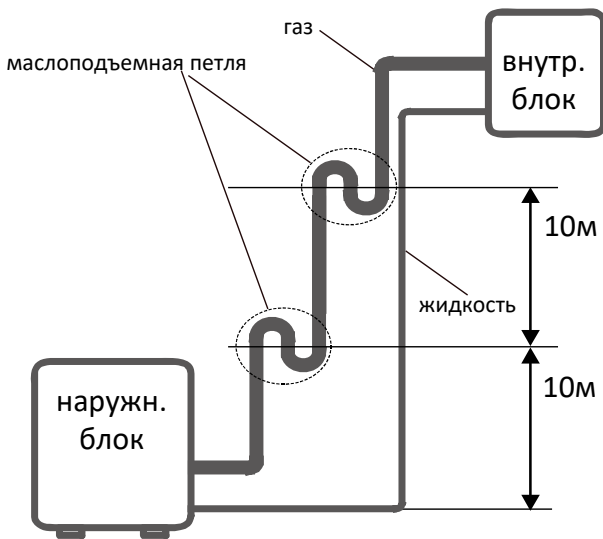 газ
маслоподъемная петля
внутр.
блок
10м
жидкость
10м
наружн.
блок